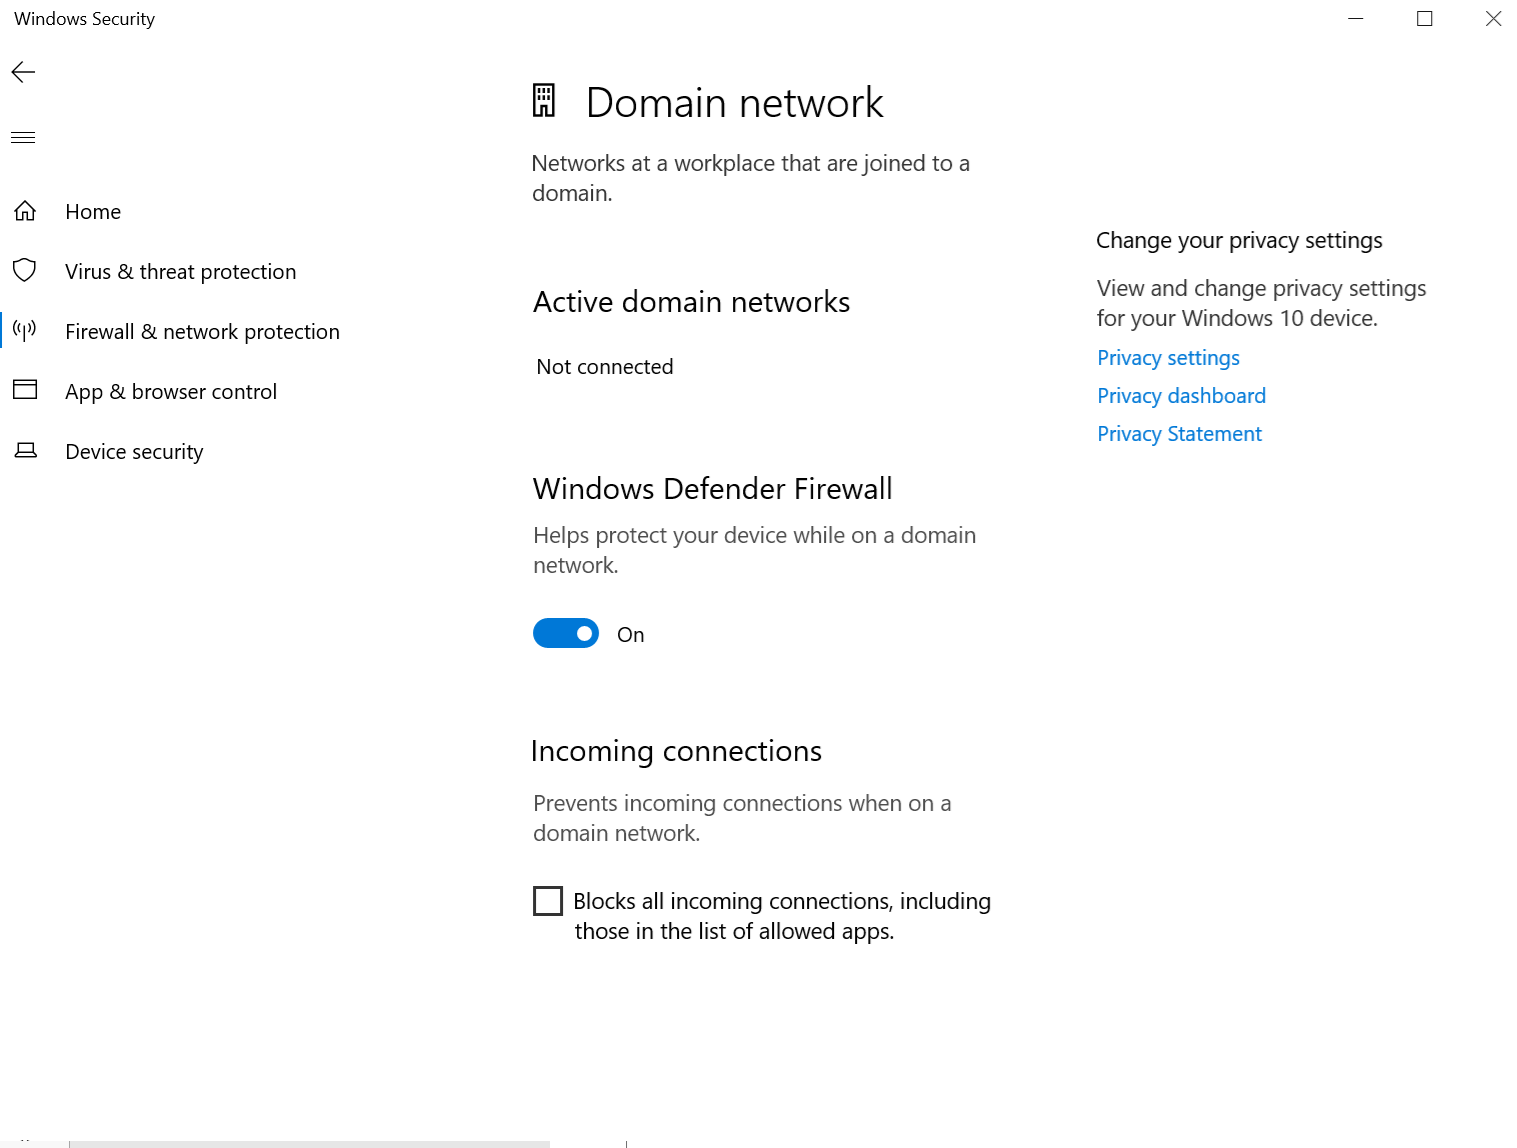 Windows Security
Domain network
Networks at a workplace that are joined to a
domain.
Home
Virus & threat protection
Firewall & network protection
App & browser control
Device security
Active domain networks
Not connected
Windows Defender Firewall
Helps protect your device while on a domain
network.
On
Incoming connections
Prevents incoming connections when on a
domain network.
Blocks all incoming connections, including
those in the list of allowed apps.
Change your privacy settings
View and change privacy settings
for your Windows 10 device.
Privacy settings
Privacy dashboard
Privacy Statement